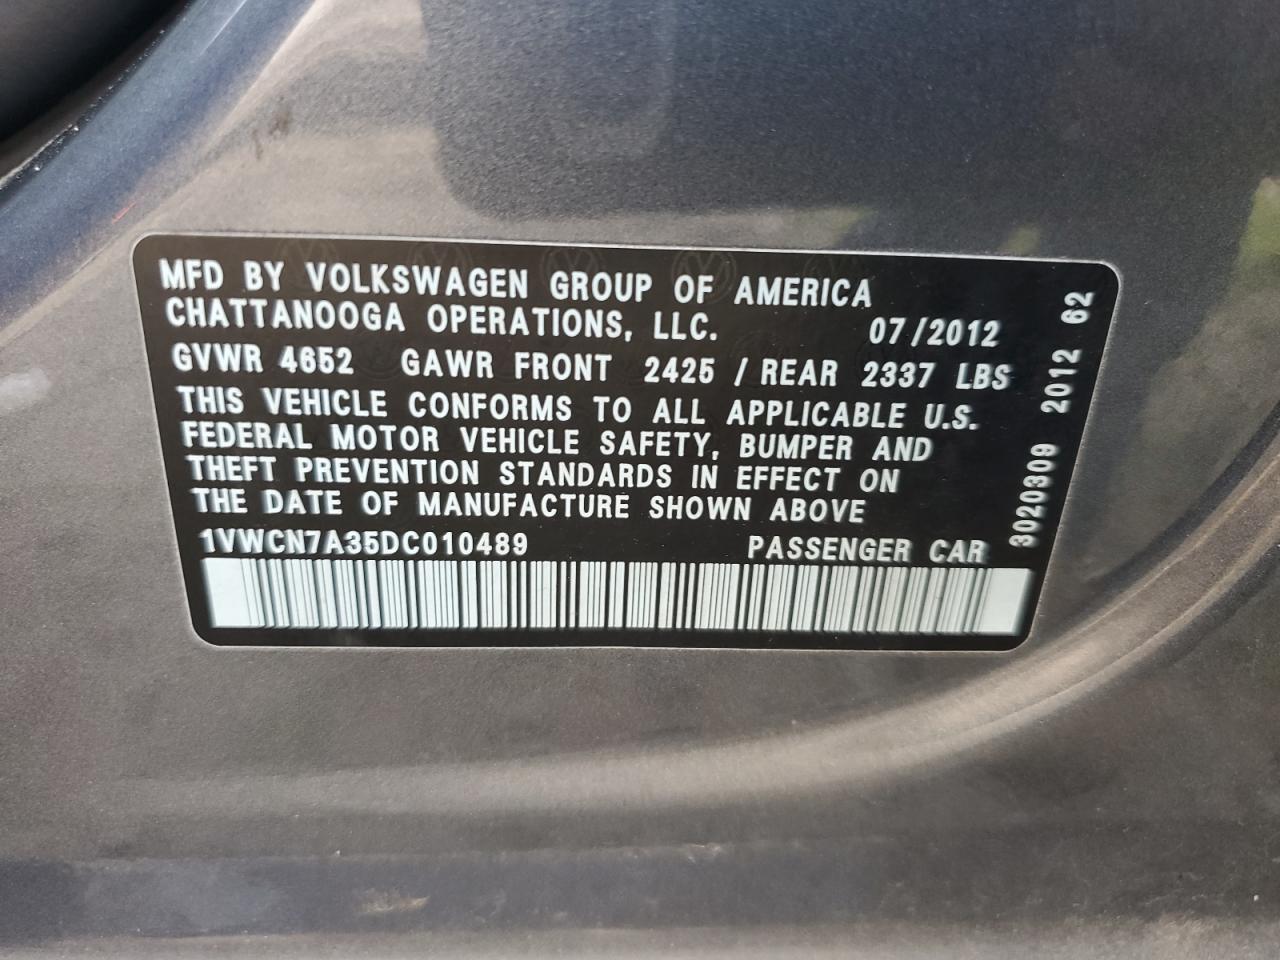 MFD BY VOLKSWAGEN GROUP OF AMERICA
CHATTANOOGA OPERATIONS, LLC. 07/2012
GVWR 4652 GAWR FRONT 2425 / REAR 2337 LBS
THIS VEHICLE CONFORMS TO ALL APPLICABLE U.S.
FEDERAL MOTOR VEHICLE SAFETY, BUMPER AND
THEFT PREVENTION STANDARDS IN EFFECT ON
THE DATE OF MANUFACTURE SHOWN ABOVE
1VWCN7A35DC010489 PASSENGER CAR
3020309 2012 62